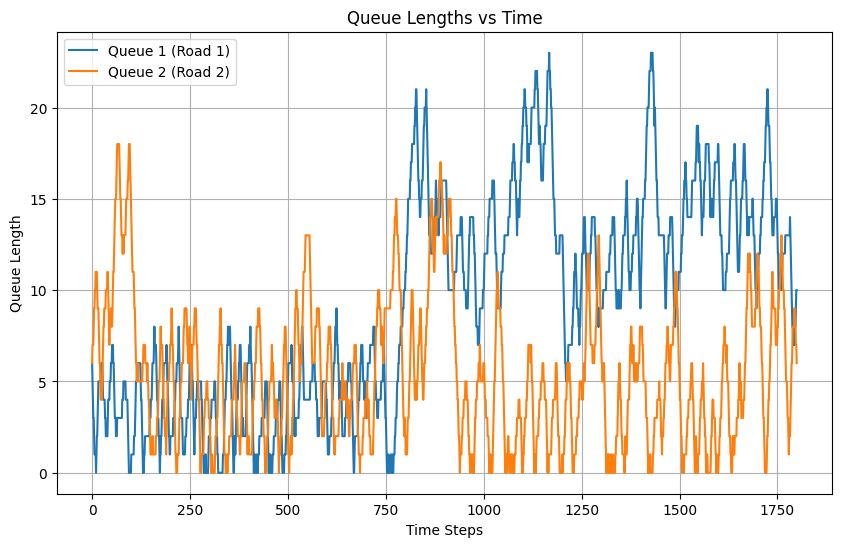 Queue Lengths vs Time
Queue 1 (Road 1)
Queue 2 (Road 2)
Queue Length
20
15
10
5
0
0 250 500 750 1000 1250 1500 1750
Time Steps